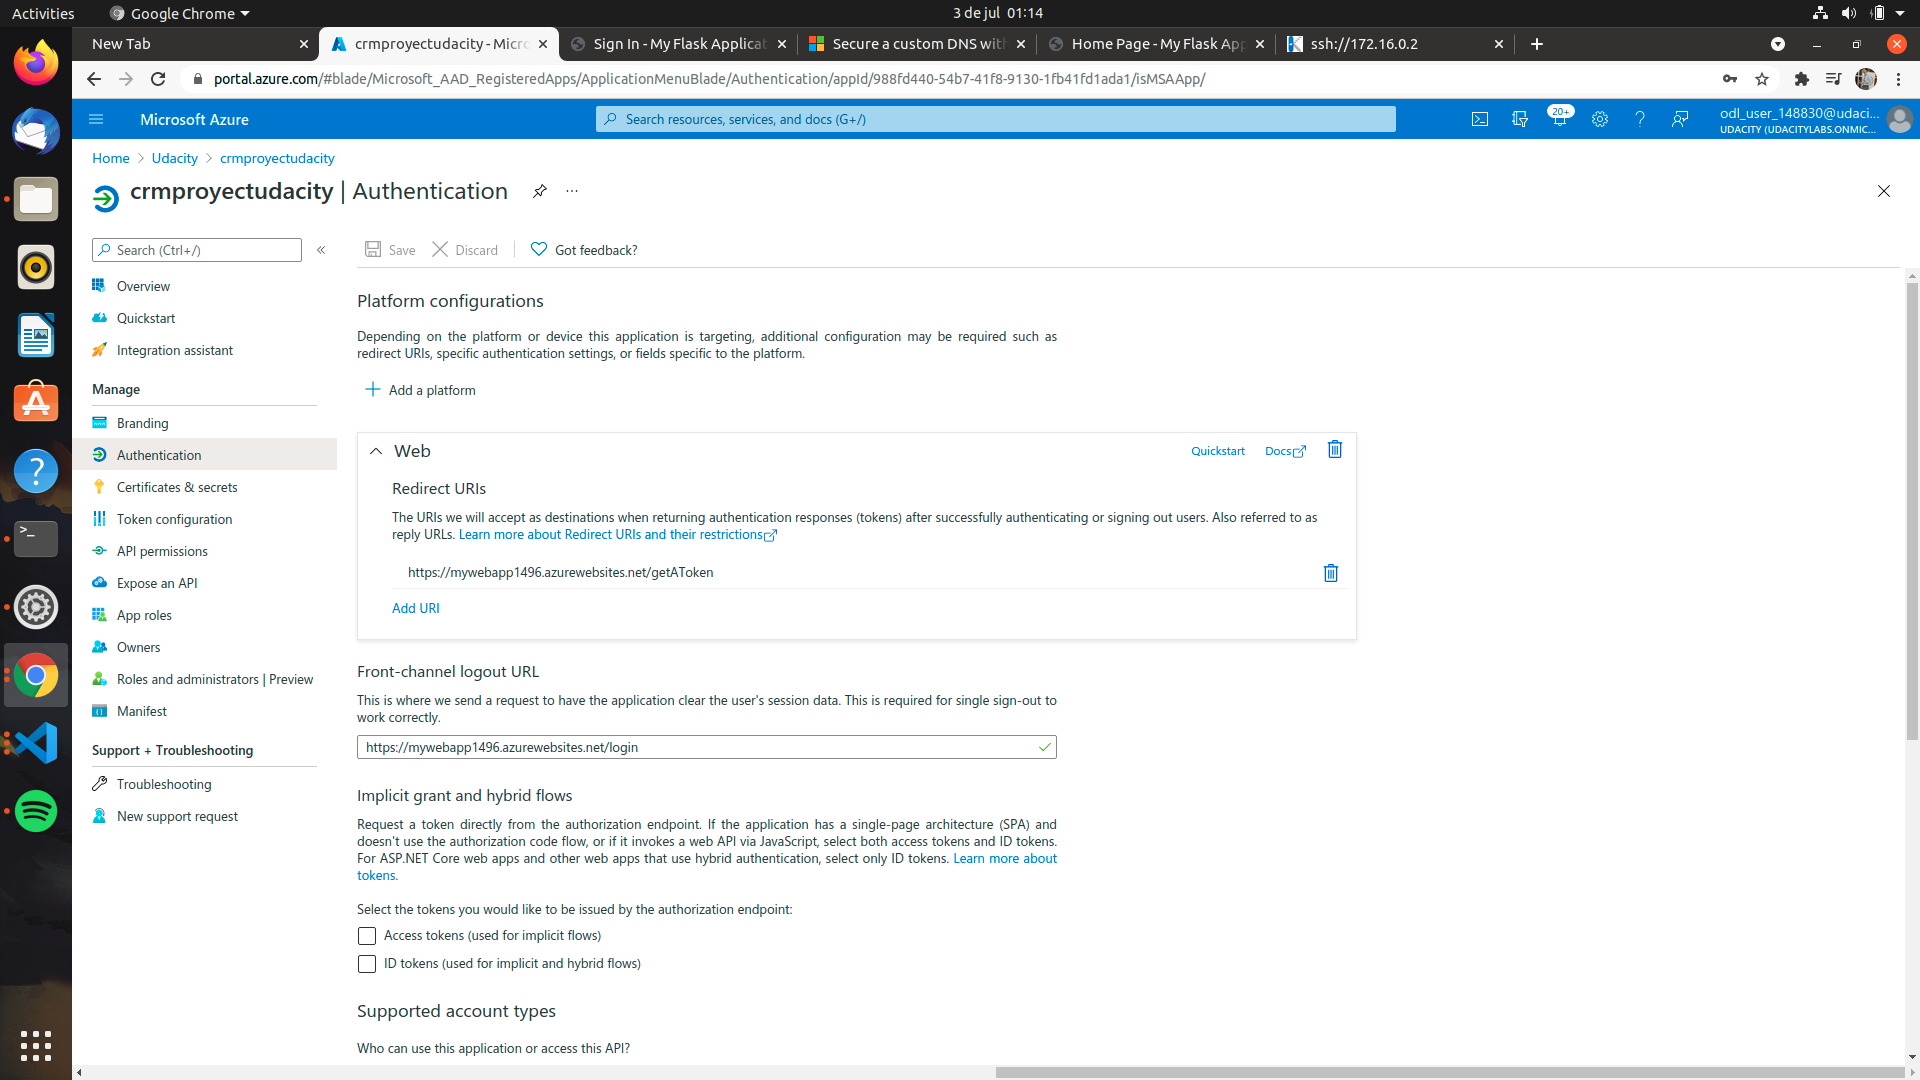 Activities
Google Chrome
3 de jul 01:14
New Tab
crmproyectudacity - Micro
Sign In - My Flask Applicat
Secure a custom DNS with
Home Page - My Flask App
ssh://172.16.0.2
portal.azure.com/#blade/Microsoft_AAD_RegisteredApps/ApplicationMenuBlade/Authentication/appId/988fd440-54b7-41f8-9130-1fb41fd1ada1/isMSAApp/
Microsoft Azure
Search resources, services, and docs (G+/)
20+
odl_user_148830@udaci...
UDACITY (UDACITYLABS.ONMIC...
Home
Udacity
crmproyectudacity
crmproyectudacity | Authentication
Search (Ctrl+/)
Save
Discard
Got feedback?
Overview
Quickstart
Integration assistant
Manage
Branding
Authentication
Certificates & secrets
Token configuration
API permissions
Expose an API
App roles
Owners
Roles and administrators | Preview
Manifest
Support + Troubleshooting
Troubleshooting
New support request
Platform configurations
Depending on the platform or device this application is targeting, additional configuration may be required such as
redirect URIs, specific authentication settings, or fields specific to the platform.
Add a platform
Web
Quickstart
Docs
Redirect URIs
The URIs we will accept as destinations when returning authentication responses (tokens) after successfully authenticating or signing out users. Also referred to as
reply URLs. Learn more about Redirect URIs and their restrictions
https://mywebapp1496.azurewebsites.net/getAToken
Add URI
Front-channel logout URL
This is where we send a request to have the application clear the user's session data. This is required for single sign-out to
work correctly.
https://mywebapp1496.azurewebsites.net/login
Implicit grant and hybrid flows
Request a token directly from the authorization endpoint. If the application has a single-page architecture (SPA) and
doesn't use the authorization code flow, or if it invokes a web API via JavaScript, select both access tokens and ID tokens.
For ASP.NET Core web apps and other web apps that use hybrid authentication, select only ID tokens. Learn more about
tokens.
Select the tokens you would like to be issued by the authorization endpoint:
Access tokens (used for implicit flows)
ID tokens (used for implicit and hybrid flows)
Supported account types
Who can use this application or access this API?